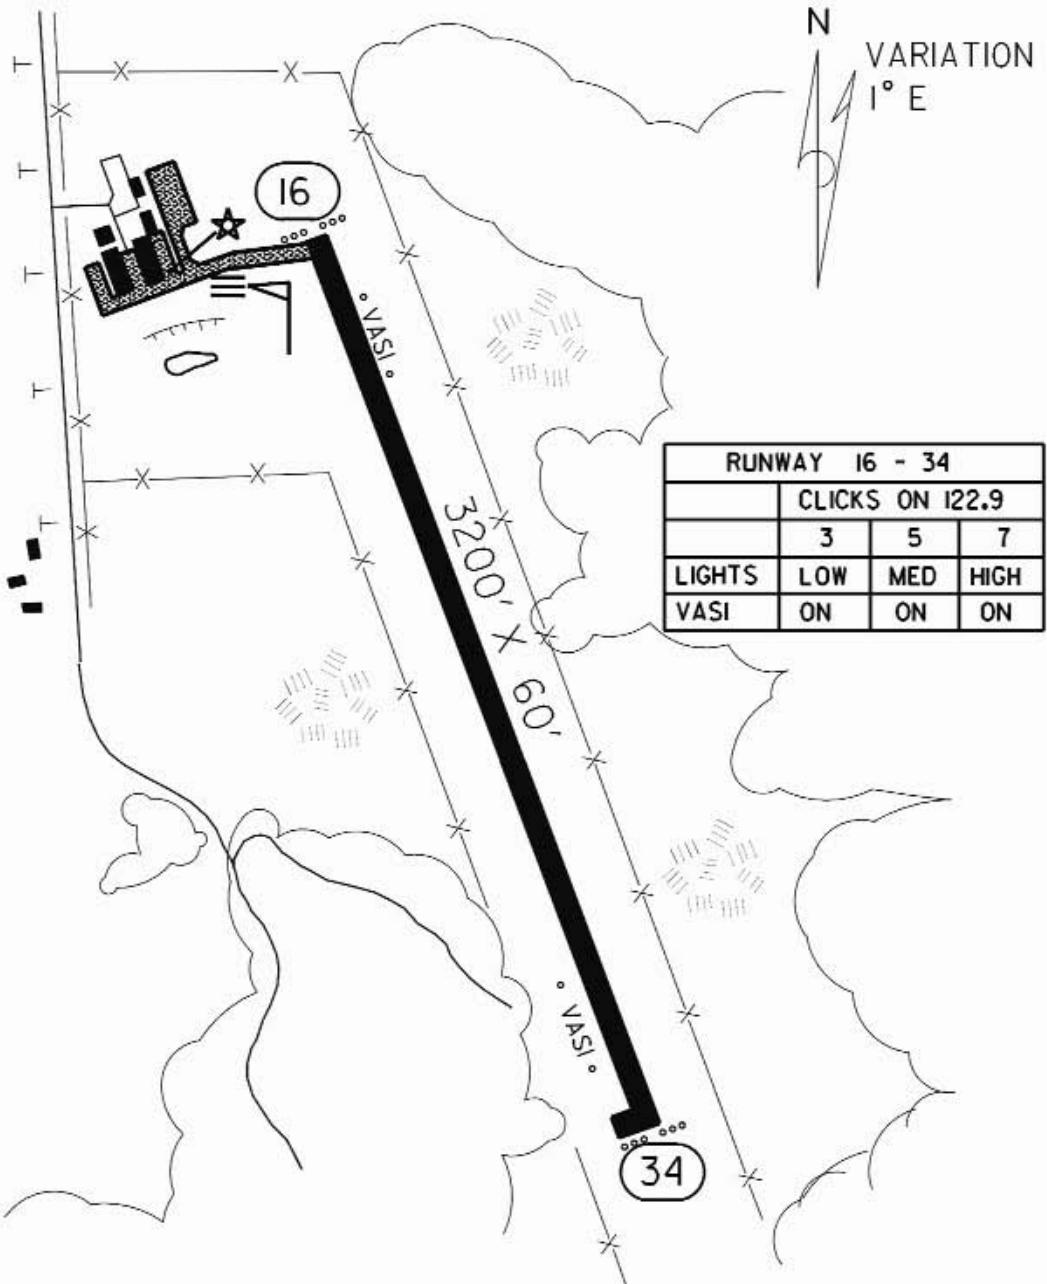 N
VARIATION
1° E
16
VASI
RUNWAY 16 - 34
CLICKS ON 122.9
3 5 7
LIGHTS LOW MED HIGH
VASI ON ON ON
3200' X 60'
VASI
34